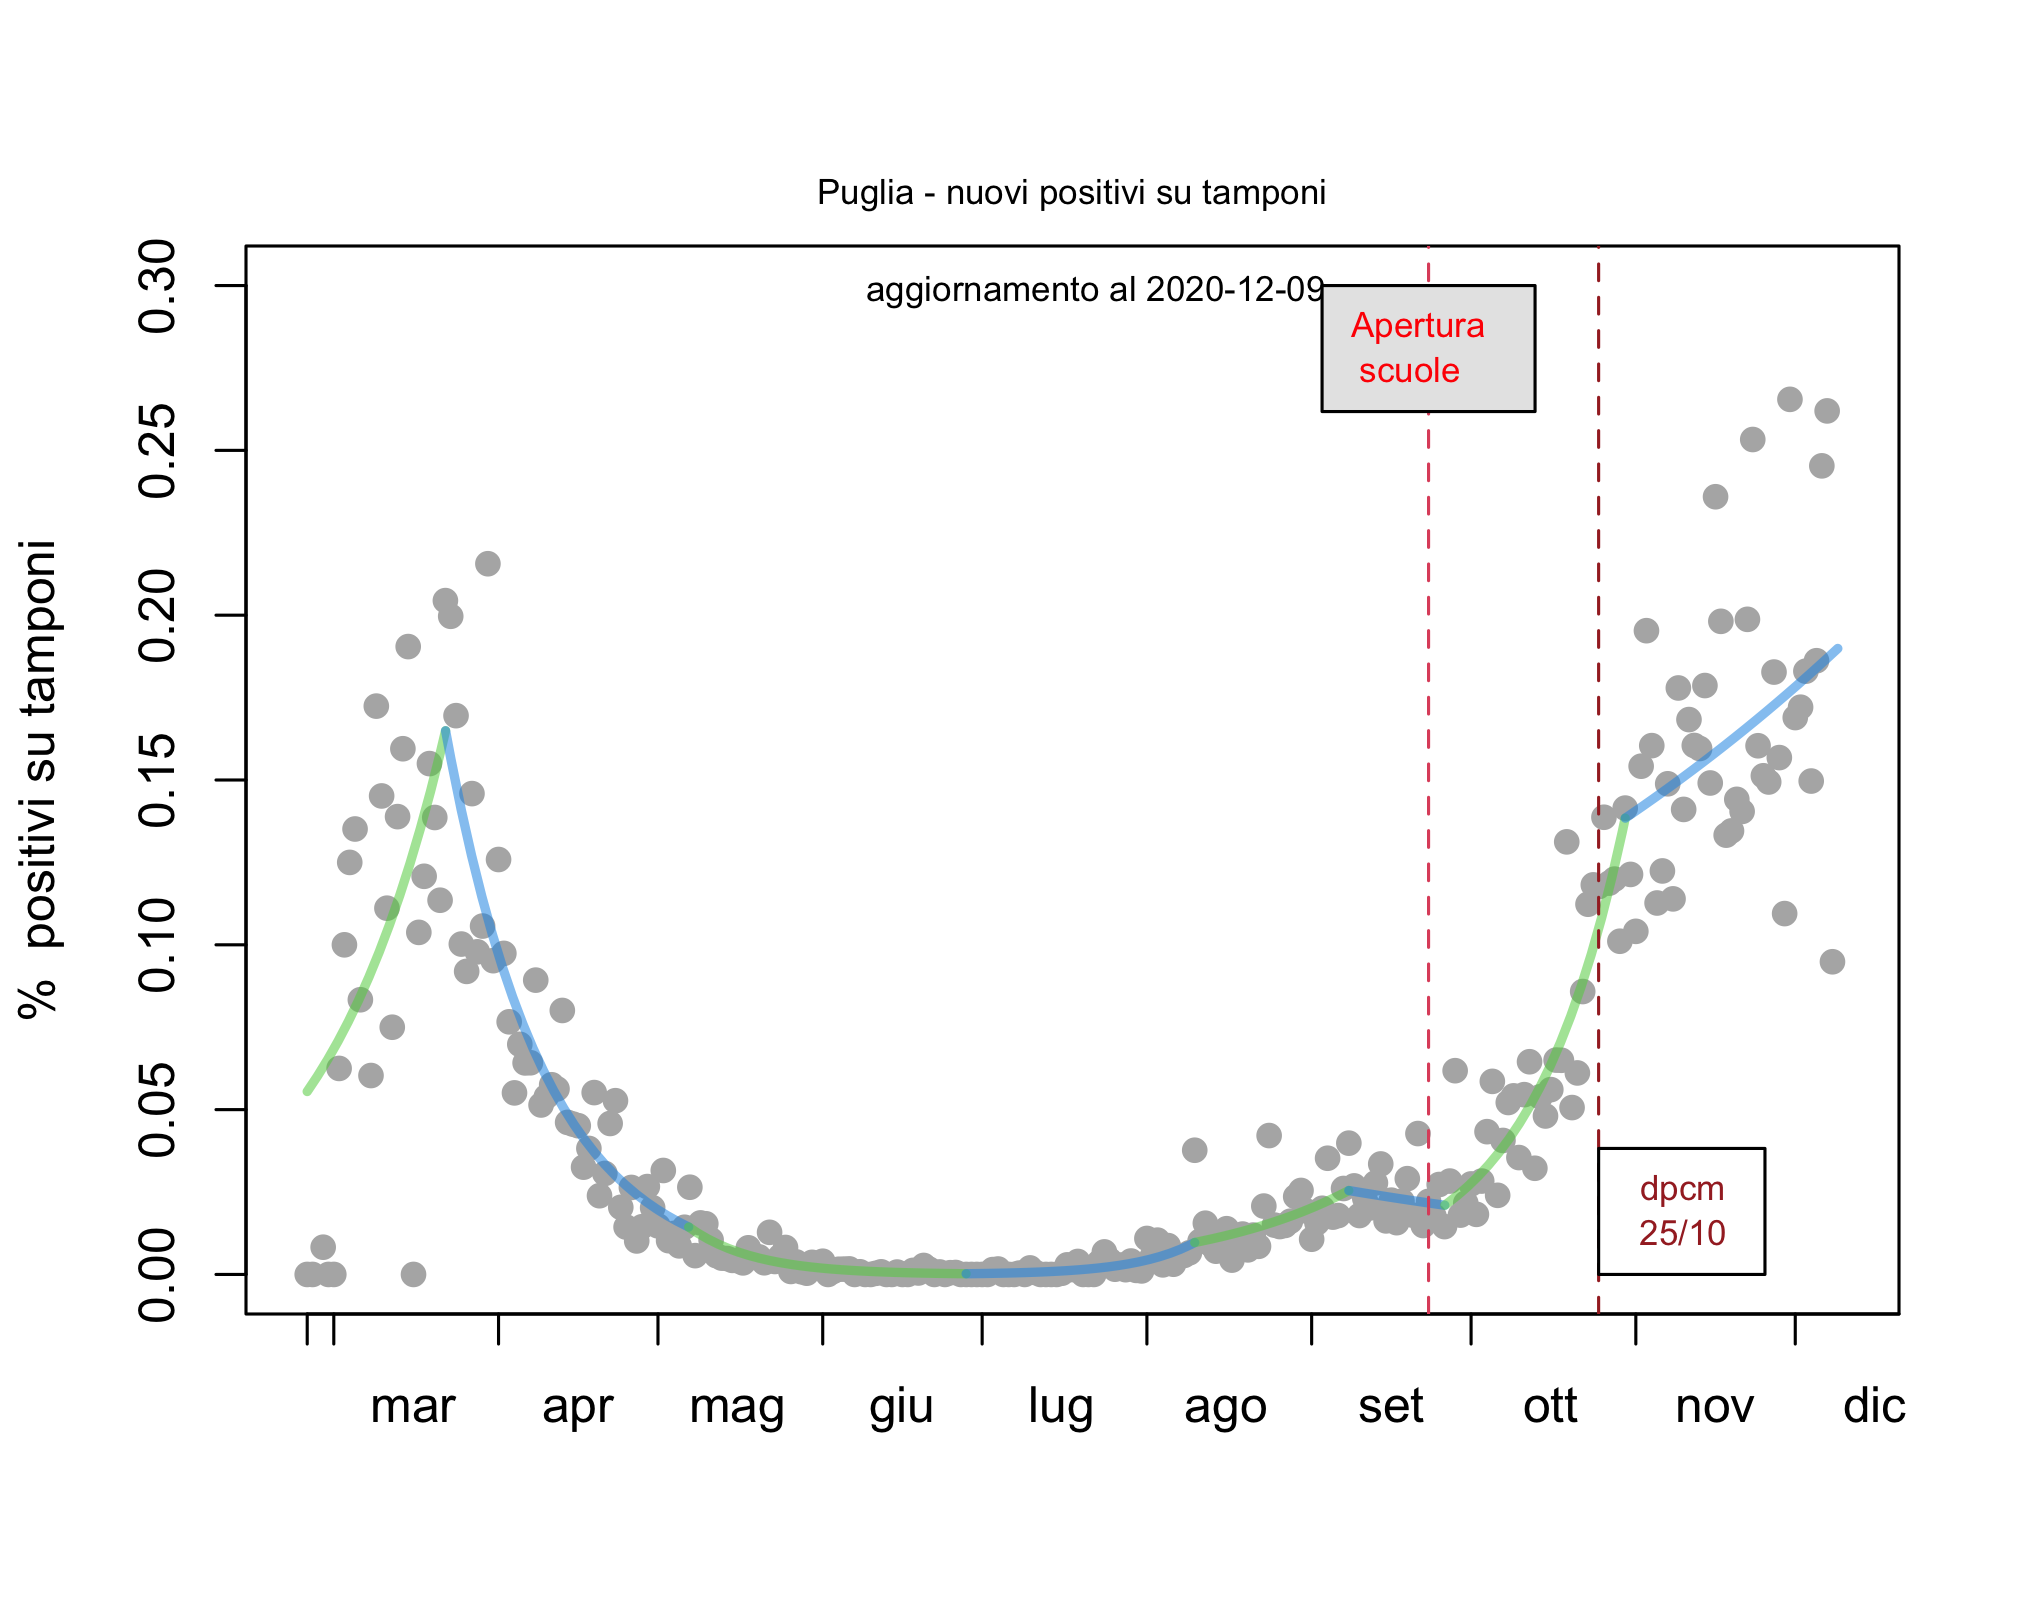 Puglia - nuovi positivi su tamponi
aggiornamento al 2020-12-09
Apertura
scuole
dpcm
25/10
% positivi su tamponi
0.30
0.25
0.20
0.15
0.10
0.05
0.00
mar apr mag giu lug ago set ott nov dic